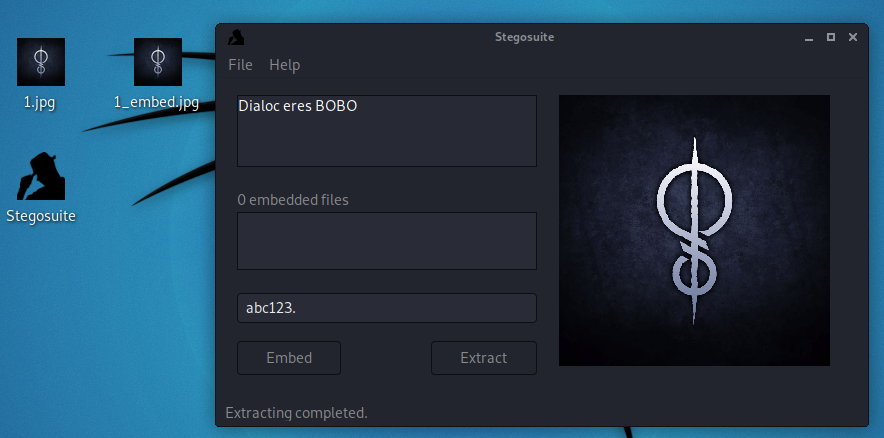 1.jpg
1_embed.jpg
Stegosuite
Stegosuite
File Help
Dialoc eres BOBO
0 embedded files
abc123.
Embed Extract
Extracting completed.